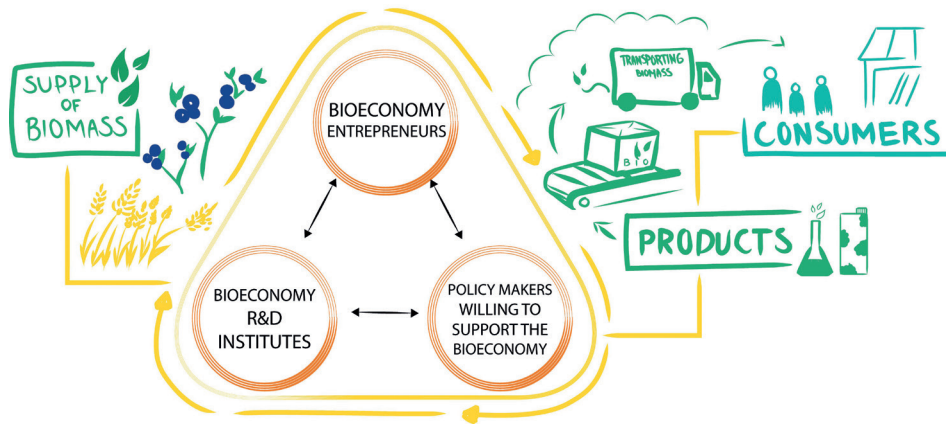 SUPPLY
OF
BIOMASS
BIOECONOMY
ENTREPRENEURS
BIOECONOMY
R&D
INSTITUTES
POLICY MAKERS
WILLING TO
SUPPORT THE
BIOECONOMY
TRANSPORTING
BIOMASS
BIO
CONSUMERS
PRODUCTS